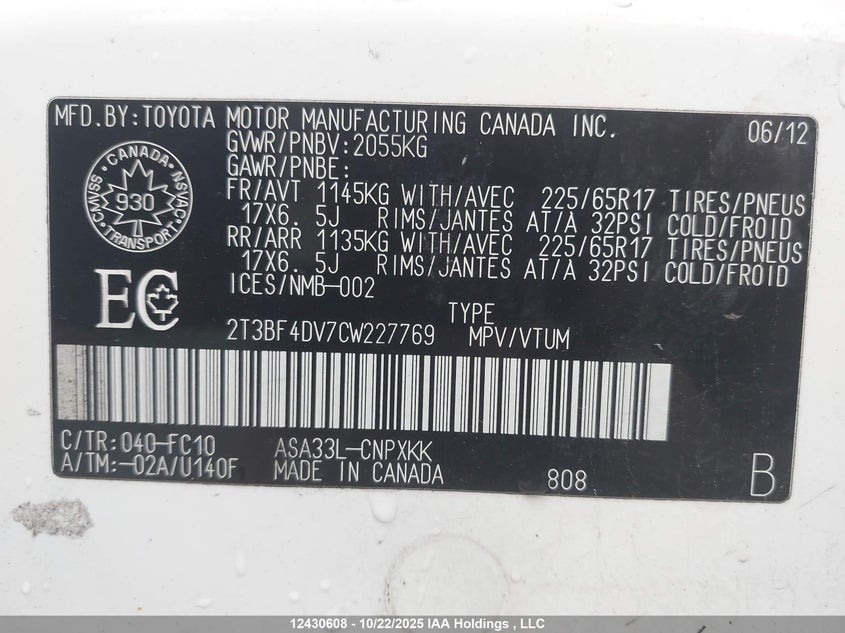 MFD.BY:TOYOTA MOTOR MANUFACTURING CANADA INC. 06/12
GVWR/PNBV:2055KG
GAWR/PNBE:
FR/AVT 1145KG WITH/AVEC 225/65R17 TIRES/PNEUS
17X6. 5J RIMS/JANTES AT/A 32PSI COLD/FROID
RR/ARR 1135KG WITH/AVEC 225/65R17 TIRES/PNEUS
17X6. 5J RIMS/JANTES AT/A 32PSI COLD/FROID
ICES/NMB-002
CANADA
CMVSS 930 NSVAC
TRANSPORT
EC
TYPE
2T3BF4DV7CW227769 MPV/VTUM
C/TR:040-FC10 ASA33L-CNPXKK
A/TM:-02A/U140F MADE IN CANADA 808 B
12430608 - 10/22/2025 IAA Holdings , LLC